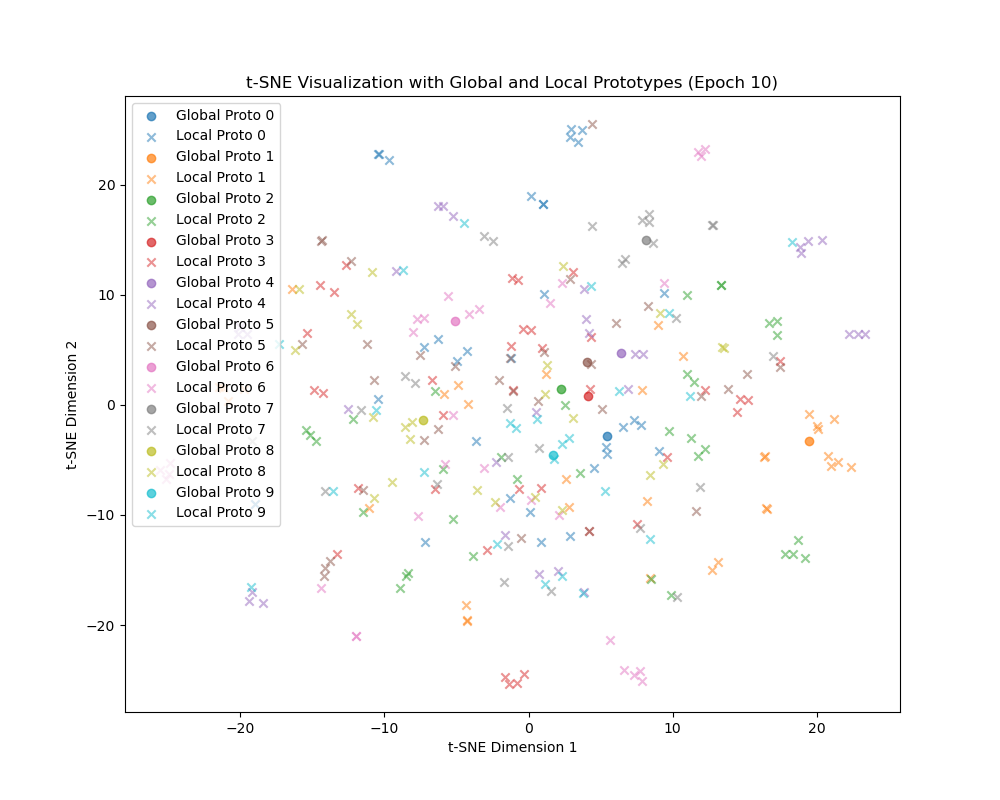 t-SNE Visualization with Global and Local Prototypes (Epoch 10)
Global Proto 0
Local Proto 0
Global Proto 1
Local Proto 1
Global Proto 2
Local Proto 2
Global Proto 3
Local Proto 3
Global Proto 4
Local Proto 4
Global Proto 5
Local Proto 5
Global Proto 6
Local Proto 6
Global Proto 7
Local Proto 7
Global Proto 8
Local Proto 8
Global Proto 9
Local Proto 9
t-SNE Dimension 2
20
10
0
−10
−20
−20 −10 0 10 20
t-SNE Dimension 1